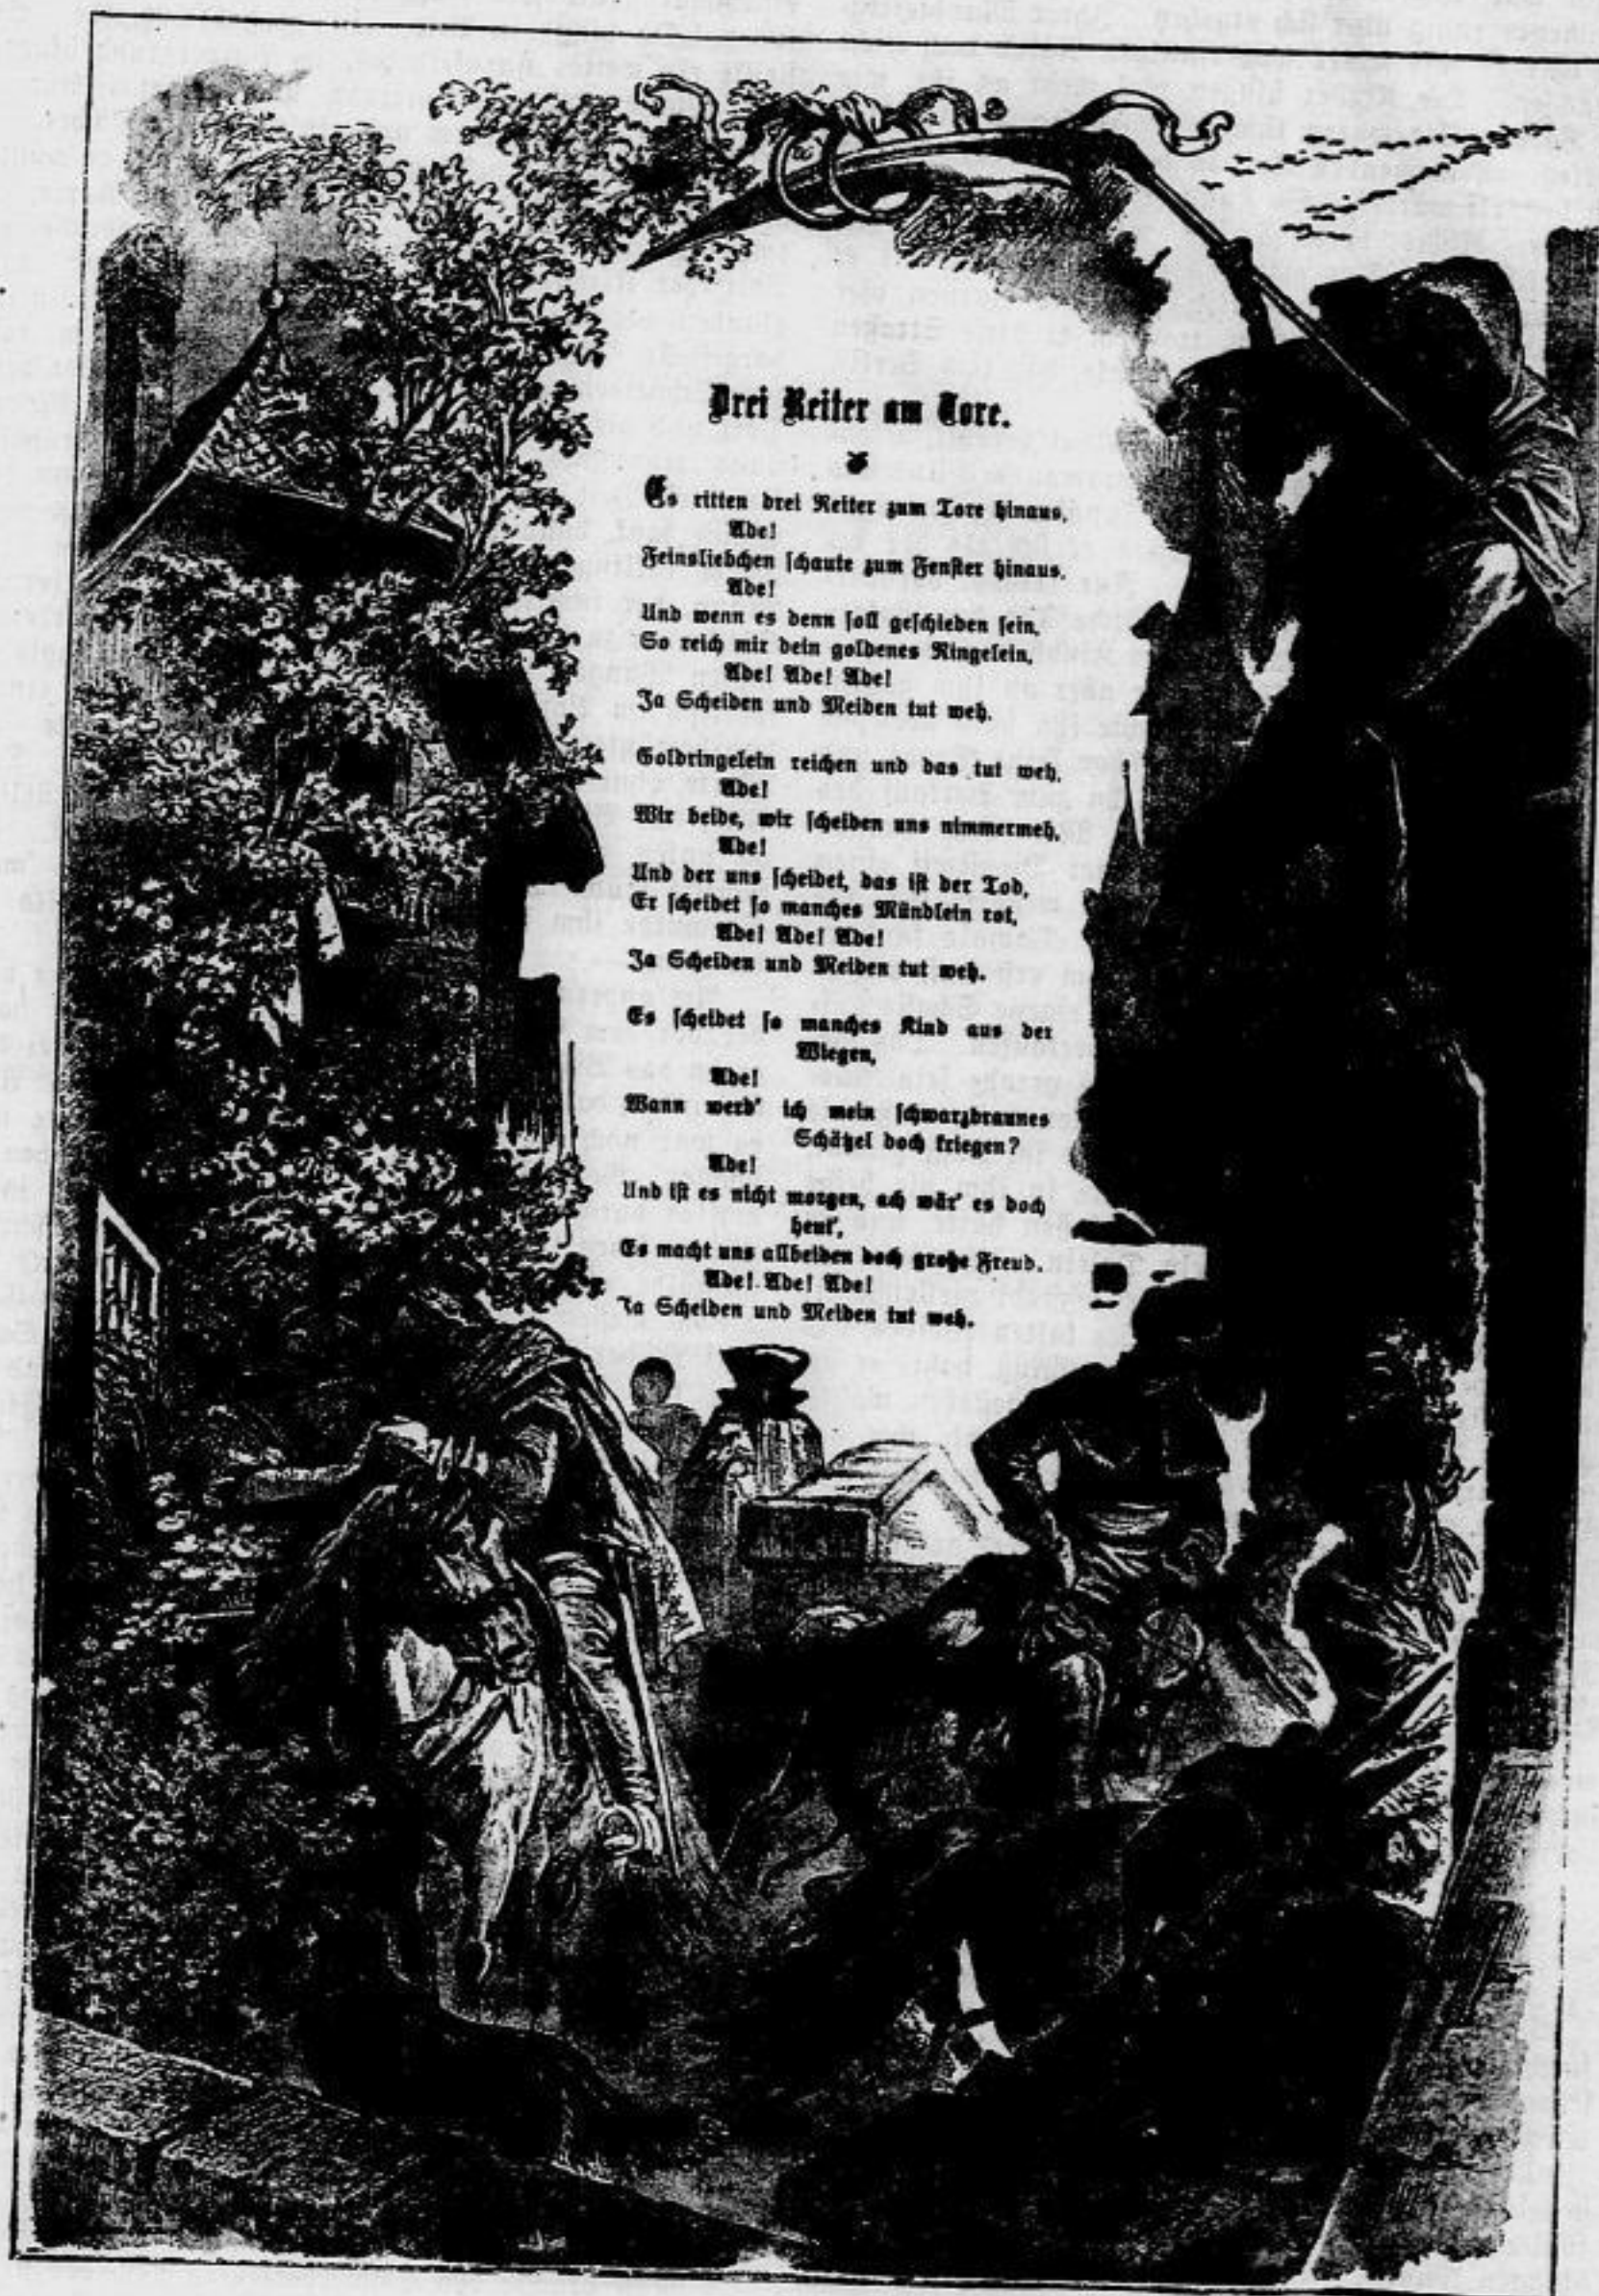 Drei Reiter am Tore.
Es ritten drei Reiter zum Tore hinaus,
Ade!
Feinsliebchen schaute zum Fenster hinaus.
Ade!
Und wenn es denn soll geschieden sein,
So reich mir dein goldenes Ringelein,
Ade! Ade! Ade!
Ja Scheiden und Meiden tut weh.
Goldringelein reichen und das tut weh,
Ade!
Wir beide, wir scheiden uns nimmermeh,
Ade!
Und der uns scheidet, das ist der Tod,
Er scheidet so manches Mündlein rot,
Ade! Ade! Ade!
Ja Scheiden und Meiden tut weh.
Es scheidet so manches Kind aus der
Wiegen,
Ade!
Wann werd' ich mein schwarzbraunes
Schätzel doch kriegen?
Ade!
Und ist es nicht morgen, ach wär' es doch
heut',
Es macht uns allbeiden doch große Freud.
Ade! Ade! Ade!
Ja Scheiden und Meiden tut weh.